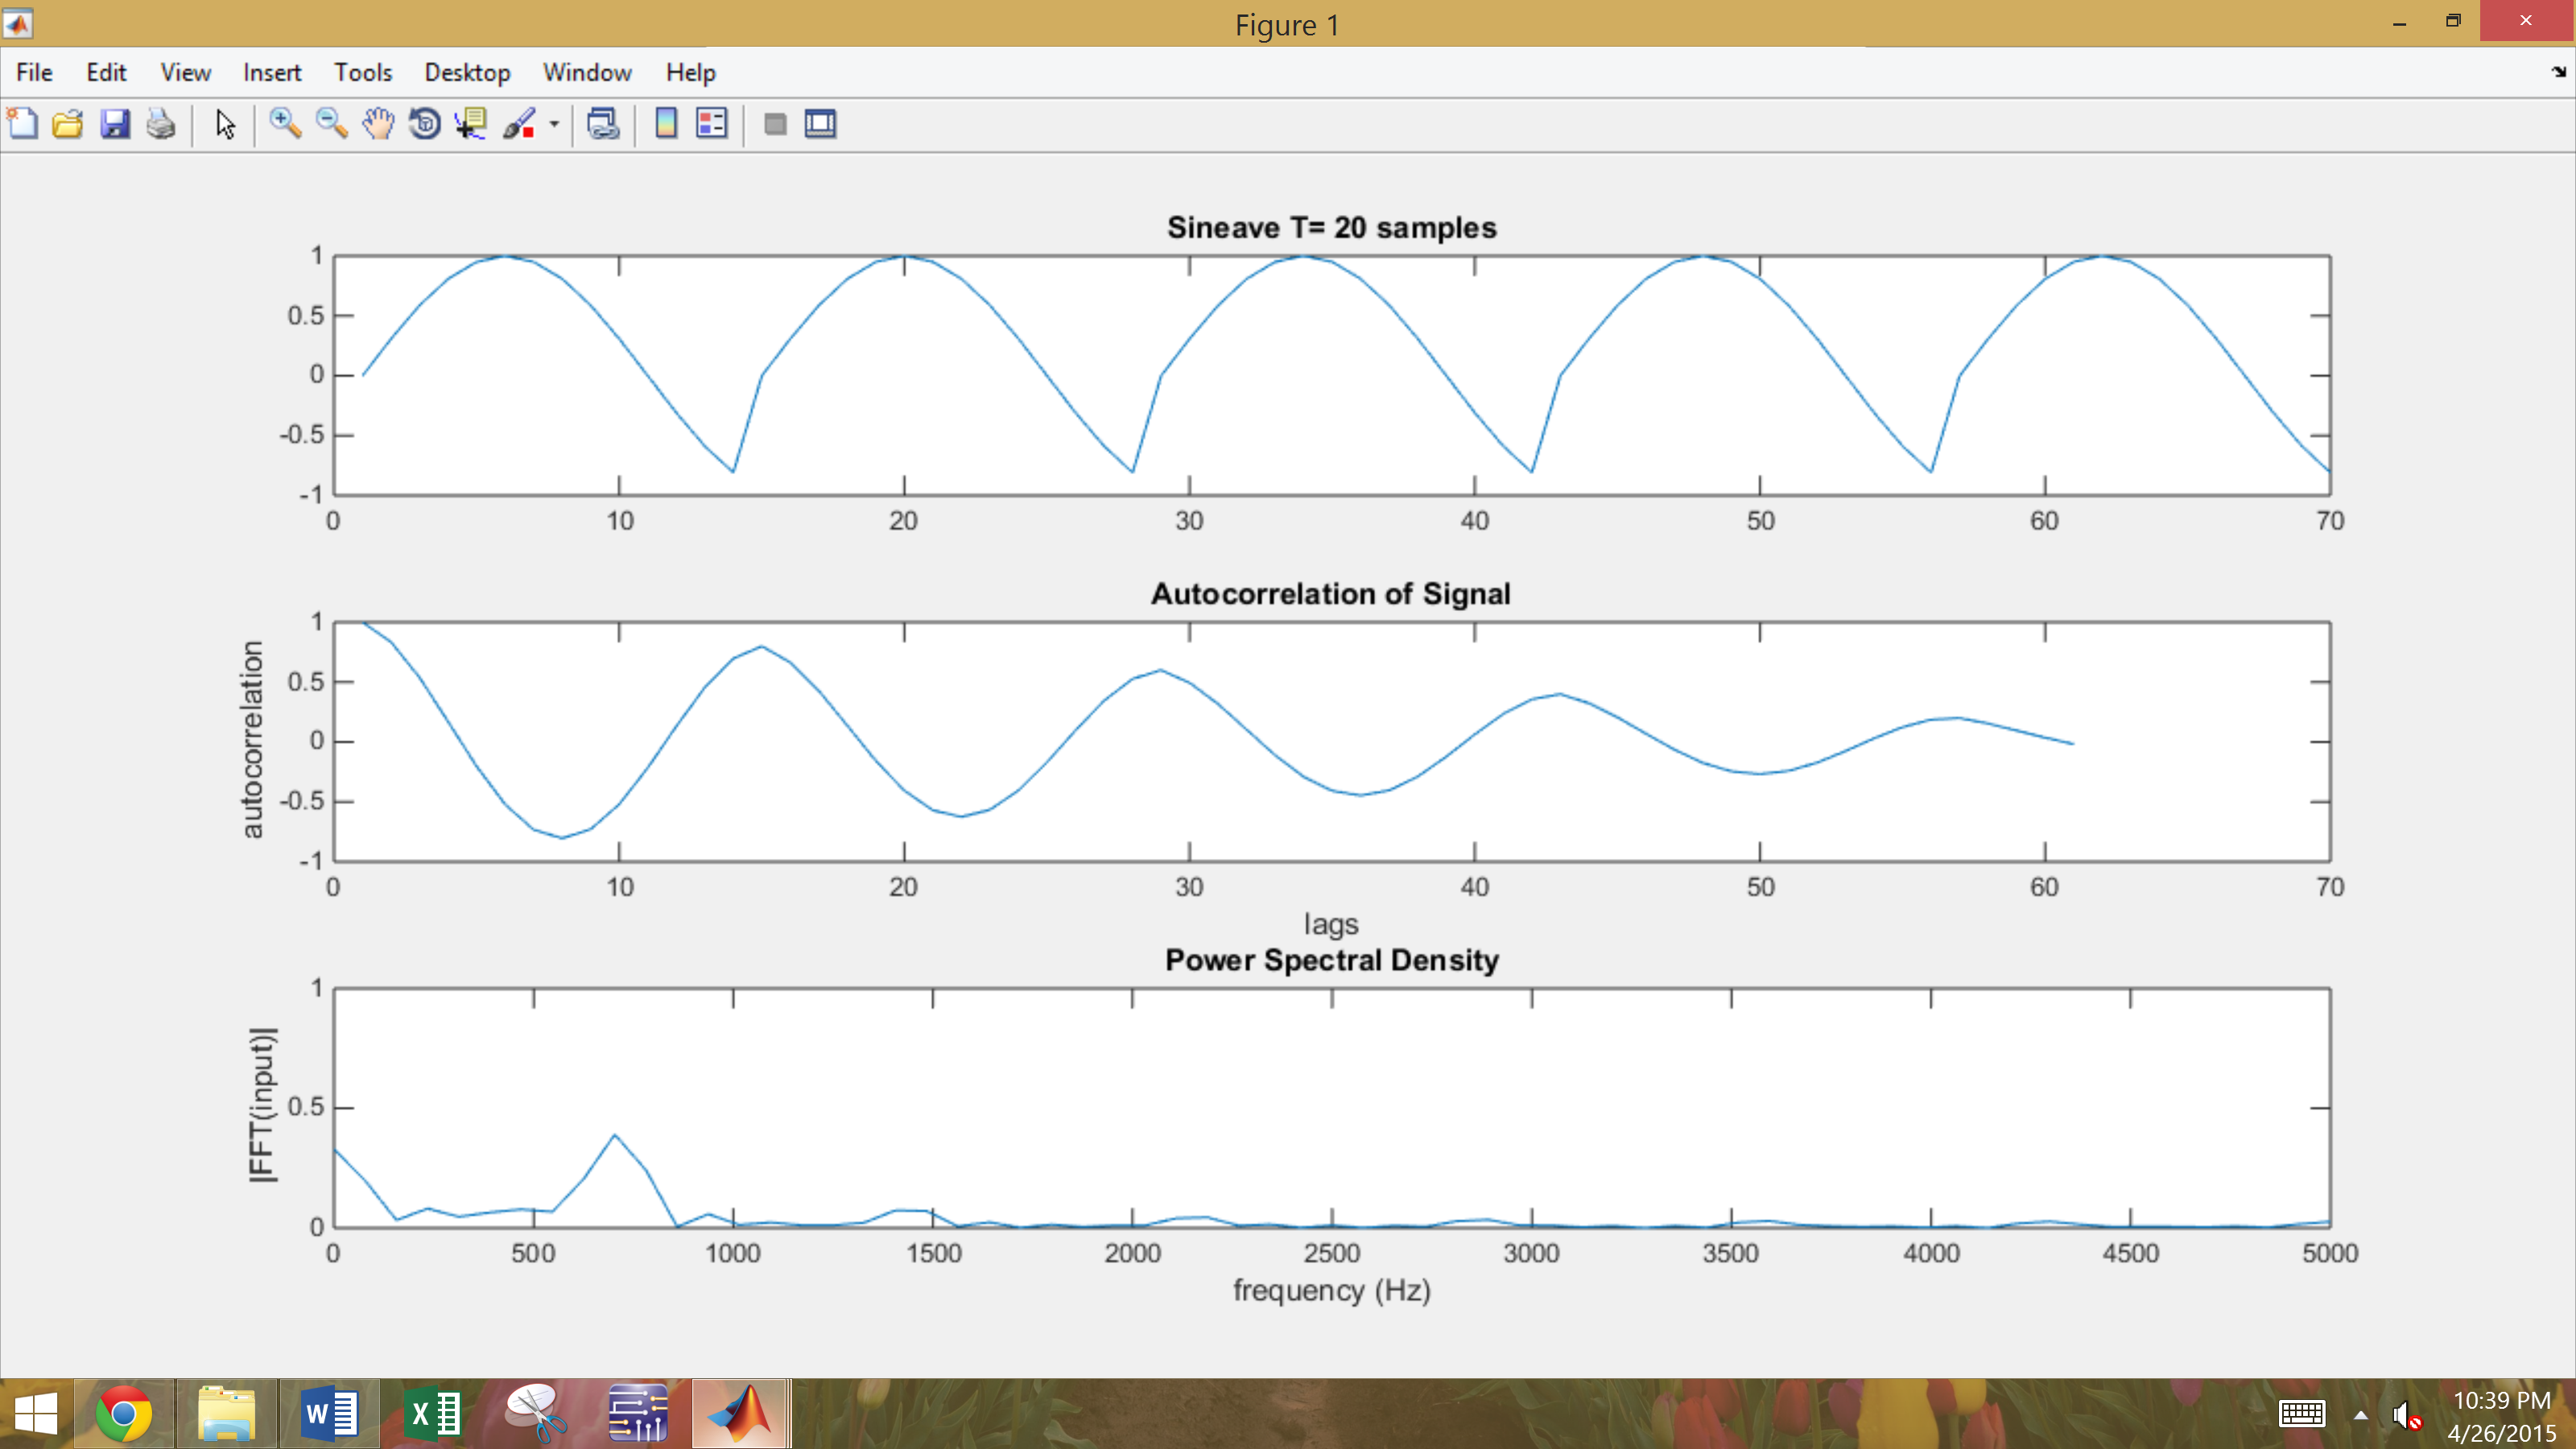 Figure 1
File Edit View Insert Tools Desktop Window Help
Sineave T= 20 samples
1
0.5
0
-0.5
-1
0 10 20 30 40 50 60 70
Autocorrelation of Signal
autocorrelation
1
0.5
0
-0.5
-1
0 10 20 30 40 50 60 70
lags
Power Spectral Density
|FFT(input)|
1
0.5
0
0 500 1000 1500 2000 2500 3000 3500 4000 4500 5000
frequency (Hz)
W
X
10:39 PM
4/26/2015